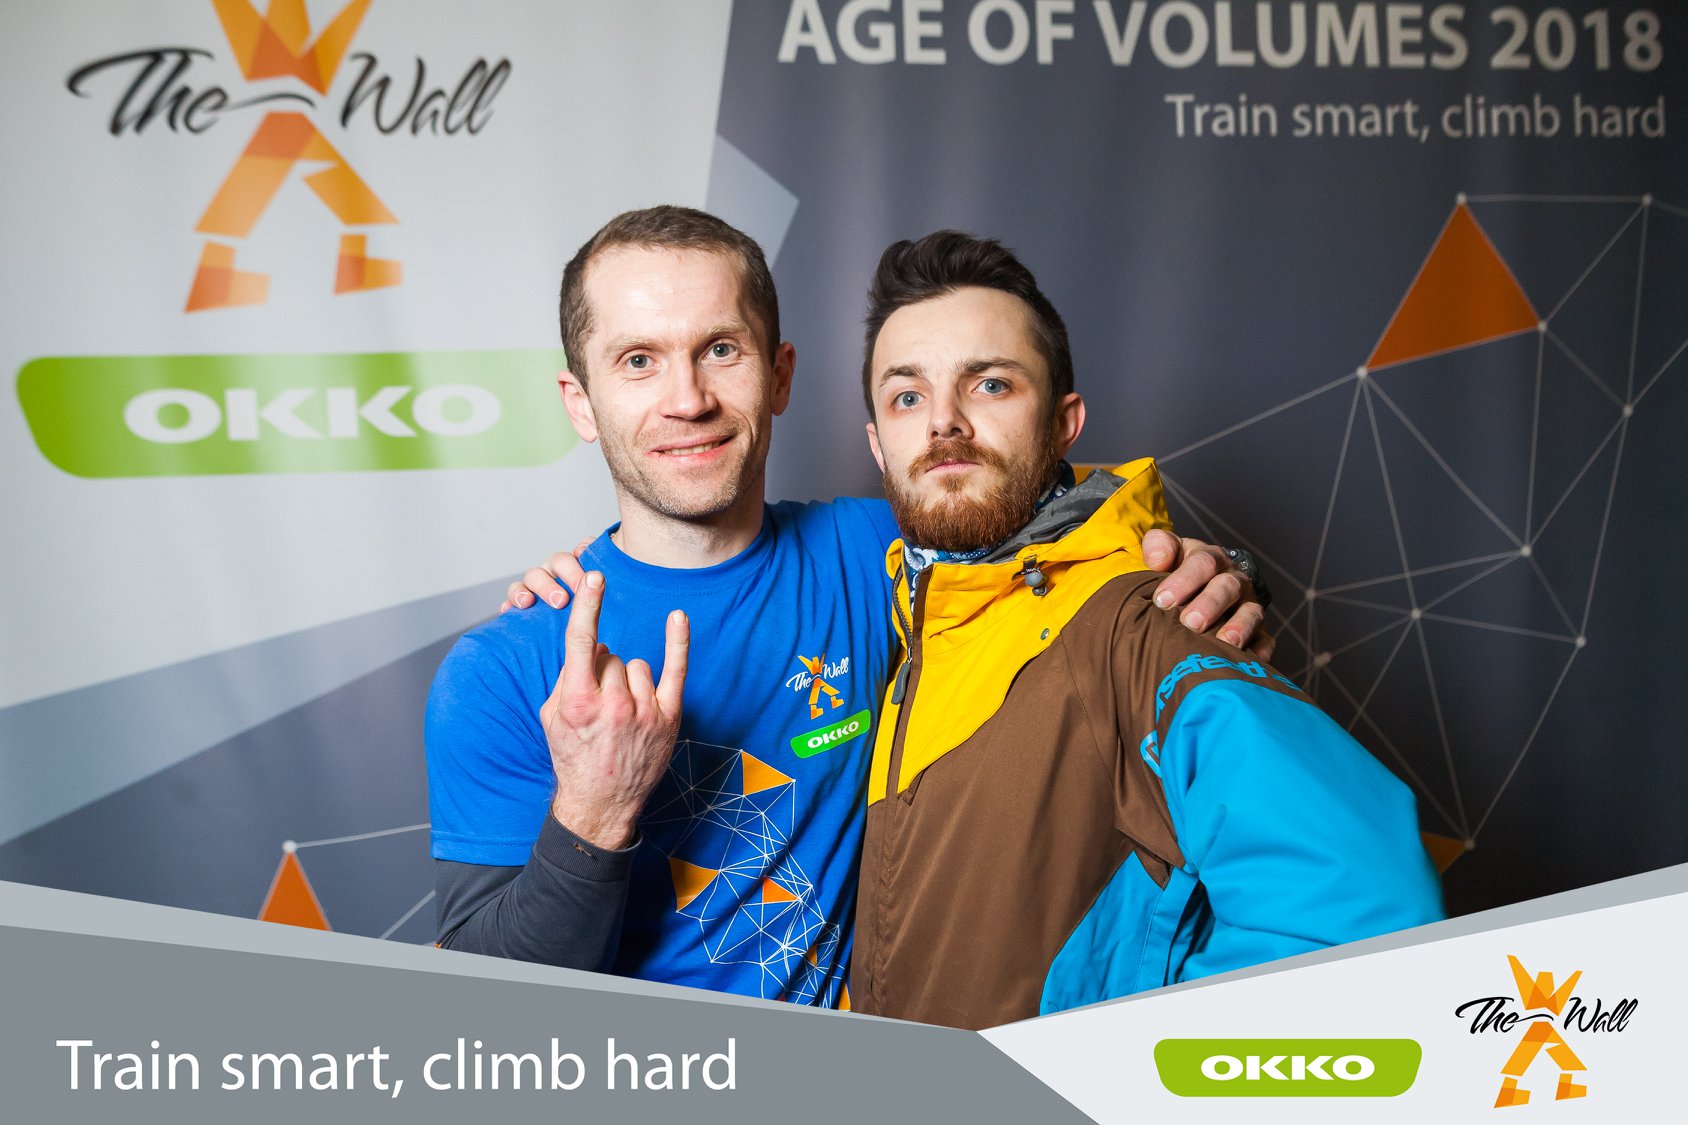 The Wall
OKKO
AGE OF VOLUMES 2018
Train smart, climb hard
The Wall
OKKO
Train smart, climb hard
OKKO
The Wall